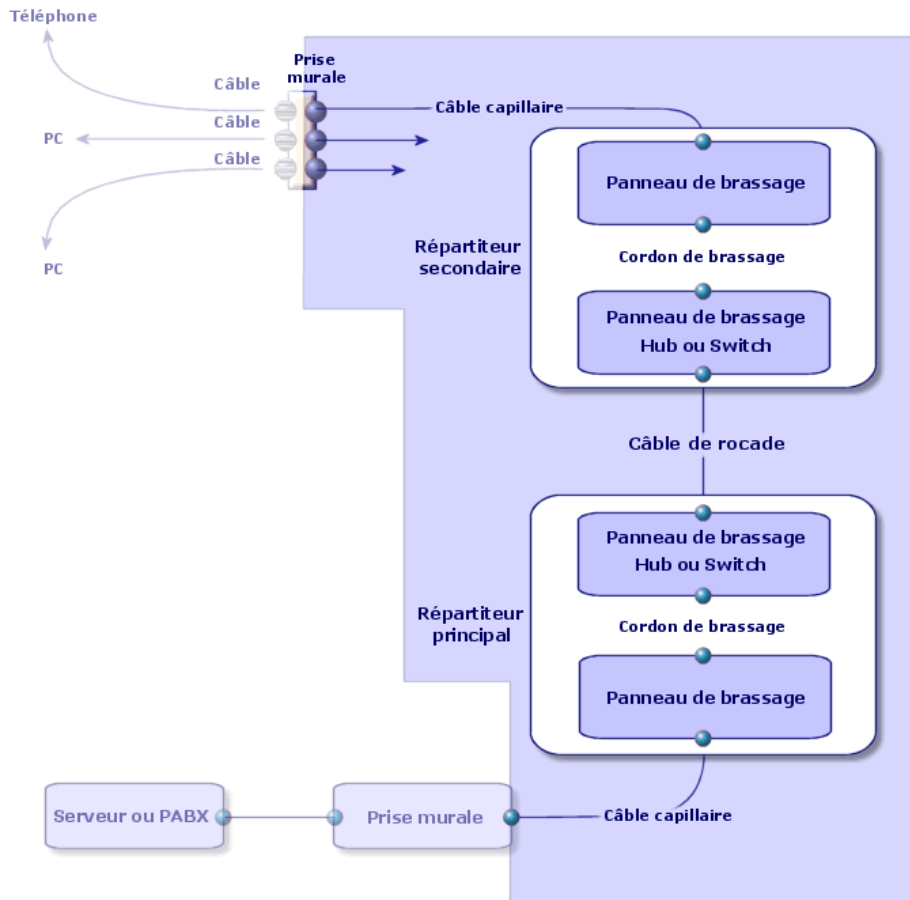 Téléphone
Prise
murale
Câble
Câble capillaire
Câble
PC
Câble
Panneau de brassage
Répartiteur
secondaire
Cordon de brassage
PC
Panneau de brassage
Hub ou Switch
Câble de rocade
Panneau de brassage
Hub ou Switch
Répartiteur
principal
Cordon de brassage
Panneau de brassage
Serveur ou PABX
Prise murale
Câble capillaire